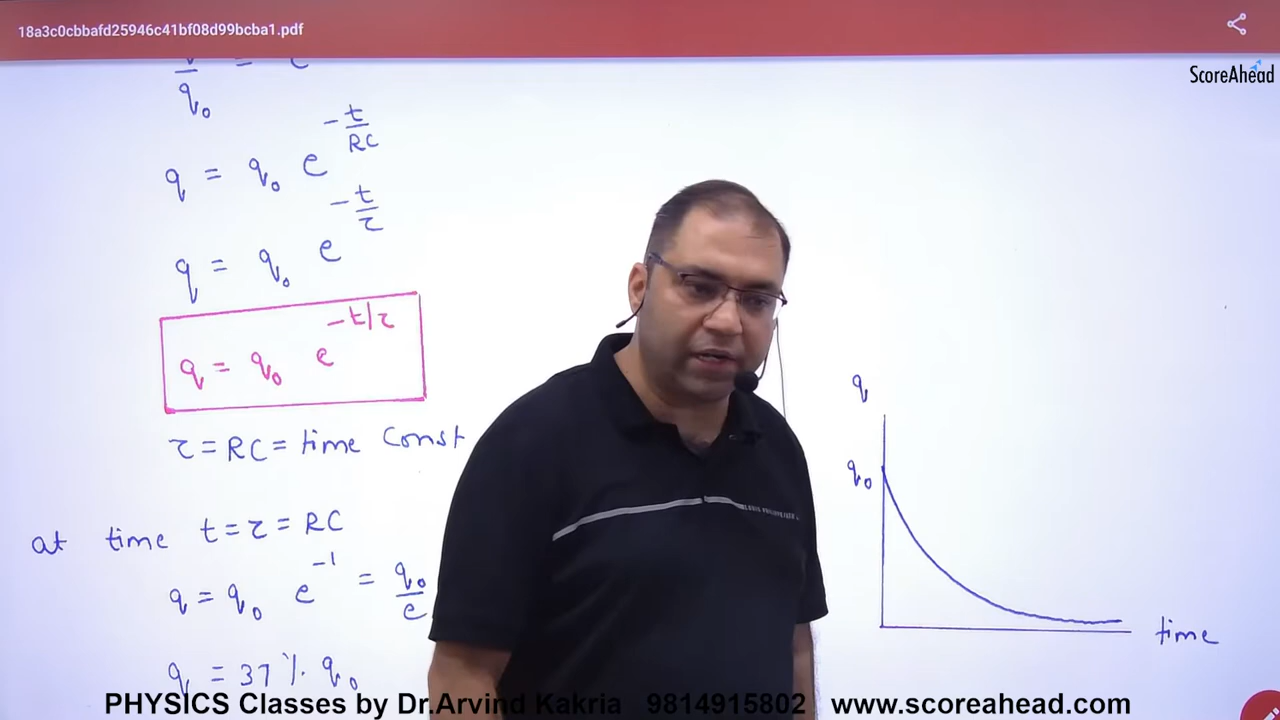 18a3c0cbbafd25946c41bf08d99bcba1.pdf
ScoreAhead
q₀
q = q₀ e^(-t/RC)
q = q₀ e^(-t/τ)
q = q₀ e^(-t/τ)
τ = RC = time Const
at time t = τ = RC
q = q₀ e^(-1) = q₀/e
q = 37 % q₀
q
q₀
time
PHYSICS Classes by Dr.Arvind Kakria 9814915802 www.scoreahead.com